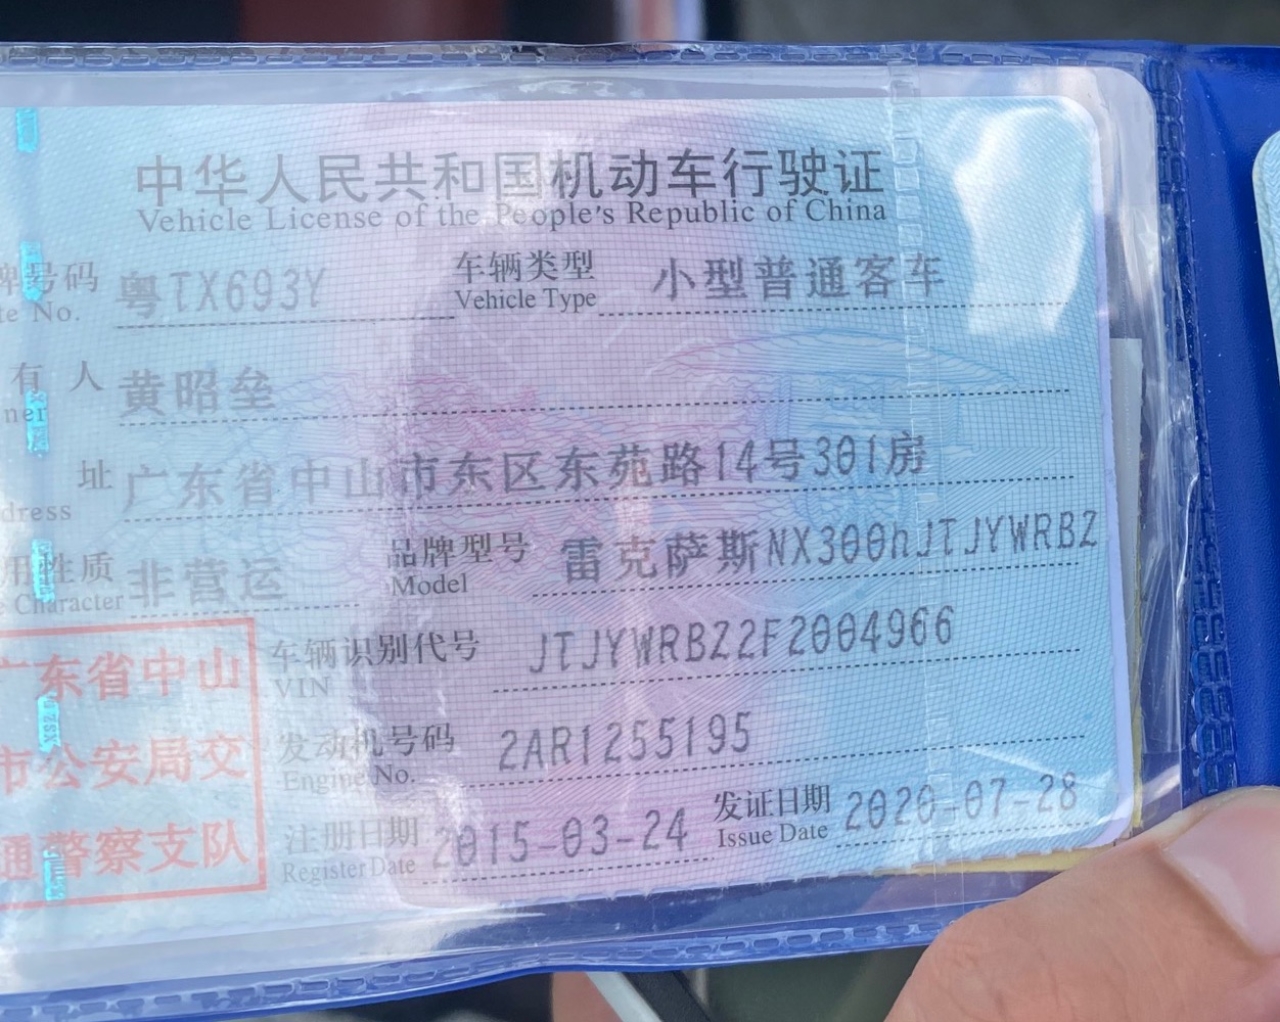 中华人民共和国机动车行驶证
Vehicle License of the People's Republic of China
牌号码 粤TX693Y 车辆类型 小型普通客车
te No. Vehicle Type
有人 黄昭垒
ner
址 广东省中山市东区东苑路14号301房
dress
用性质 非营运 品牌型号 雷克萨斯NX300hJTJYWRBZ
e Character Model
广东省中山
市公安局交
通警察支队
车辆识别代号 JTJYWRBZ2F2004966
VIN
发动机号码 2AR1255195
Engine No.
注册日期 2015-03-24 发证日期 2020-07-28
Register Date Issue Date